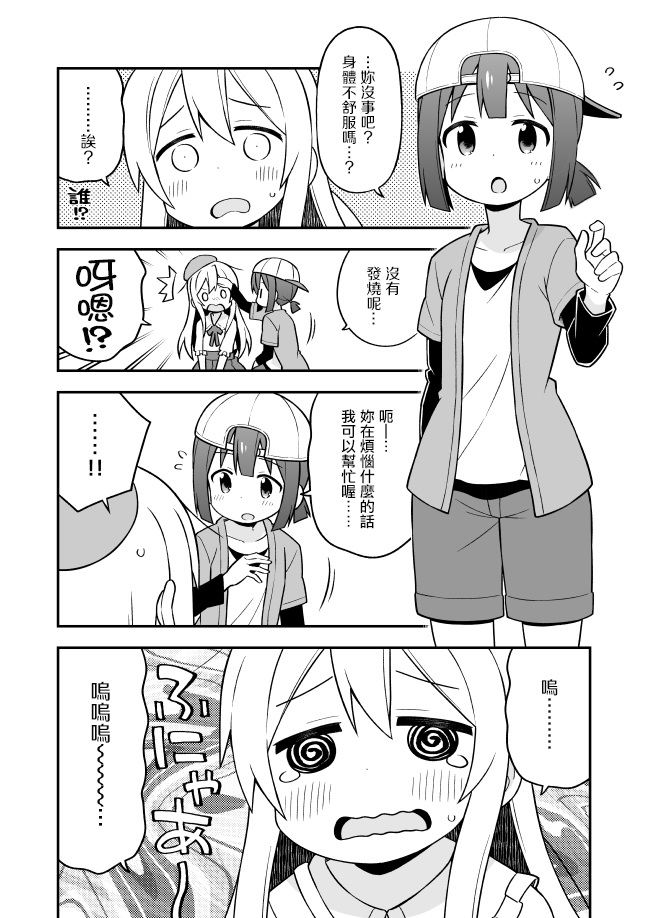 …妳沒事吧？
身體不舒服嗎…？
………誒？
誰!?
沒有
發燒呢…
呀嗯!?
呃—…
妳在煩惱什麼的話
我可以幫忙喔……
……!!
嗚………
ふにゃあ〜
嗚嗚嗚〜〜〜〜…